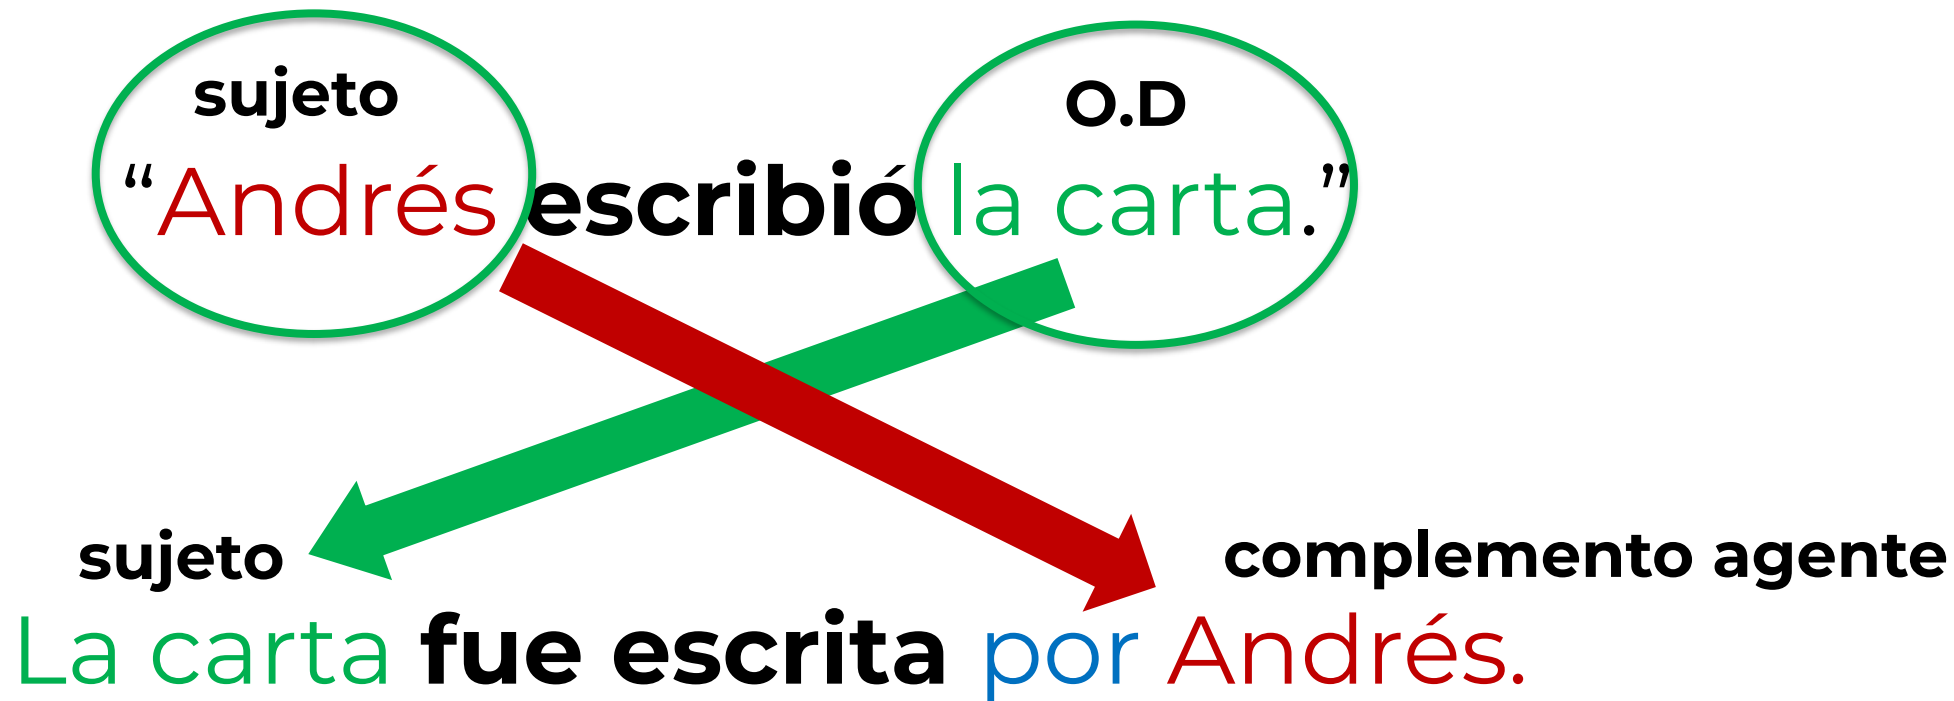 sujeto O.D
“Andrés escribió la carta.”
sujeto complemento agente
La carta fue escrita por Andrés.